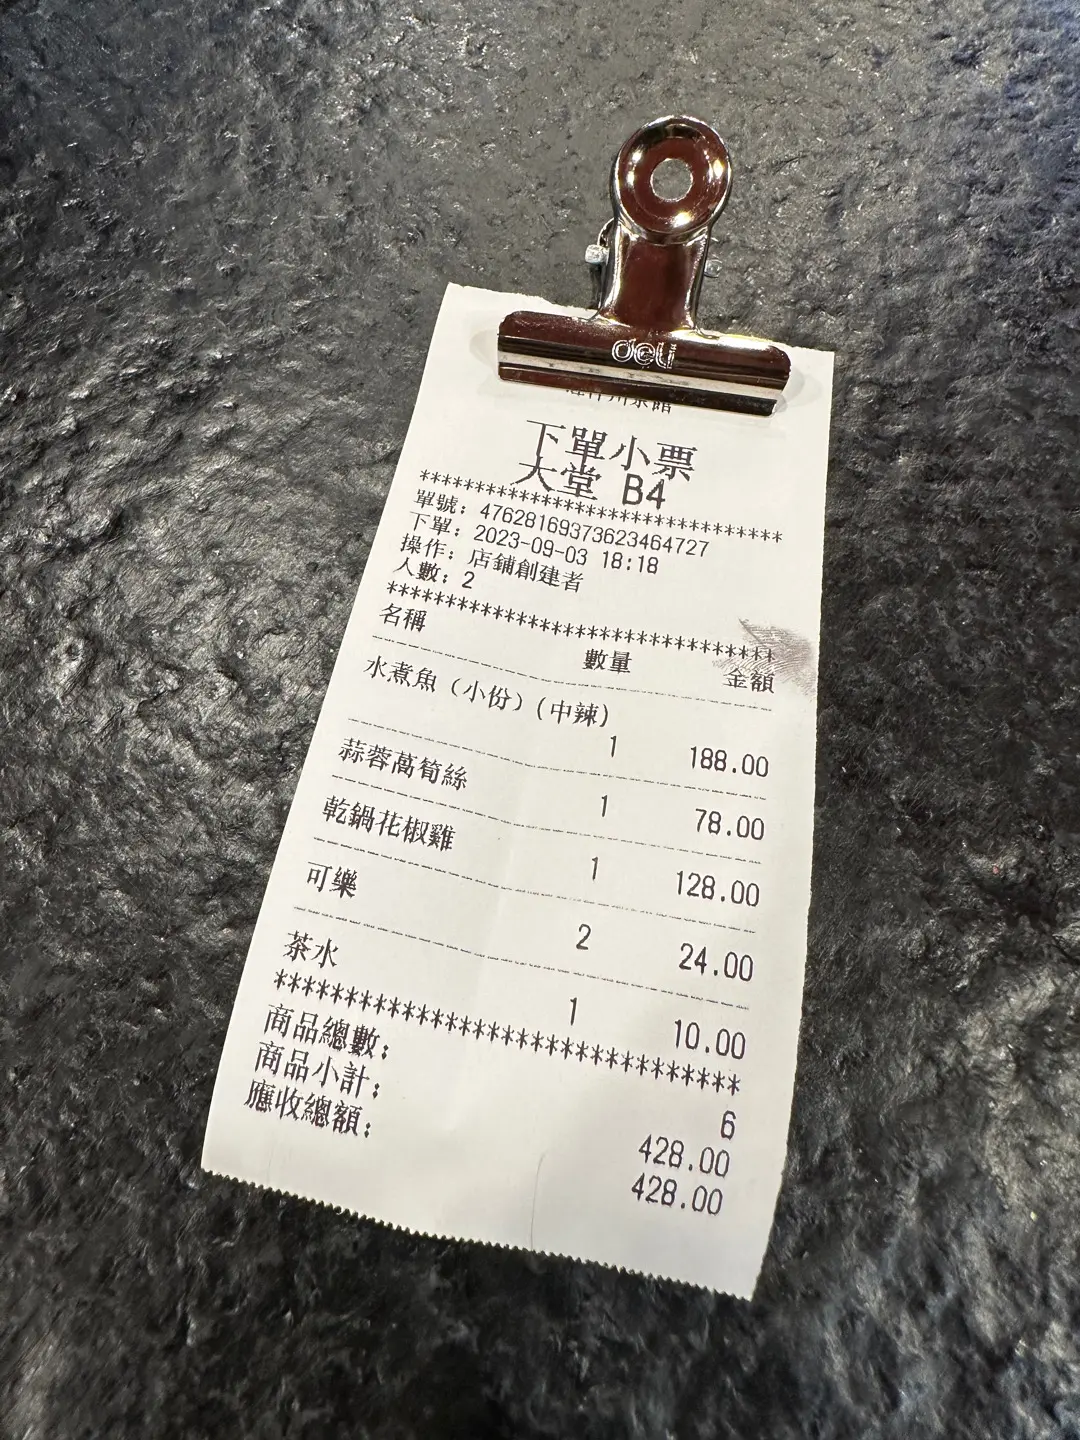 deli
下單小票
大堂 B4
*********************************
單號: 47628169373623464727
下單: 2023-09-03 18:18
操作: 店鋪創建者
人數: 2
*********************************
名稱 數量 金額
水煮魚（小份）(中辣)
1 188.00
蒜蓉萵筍絲
1 78.00
乾鍋花椒雞
1 128.00
可樂
2 24.00
茶水
1 10.00
*********************************
商品總數: 6
商品小計: 428.00
應收總額: 428.00